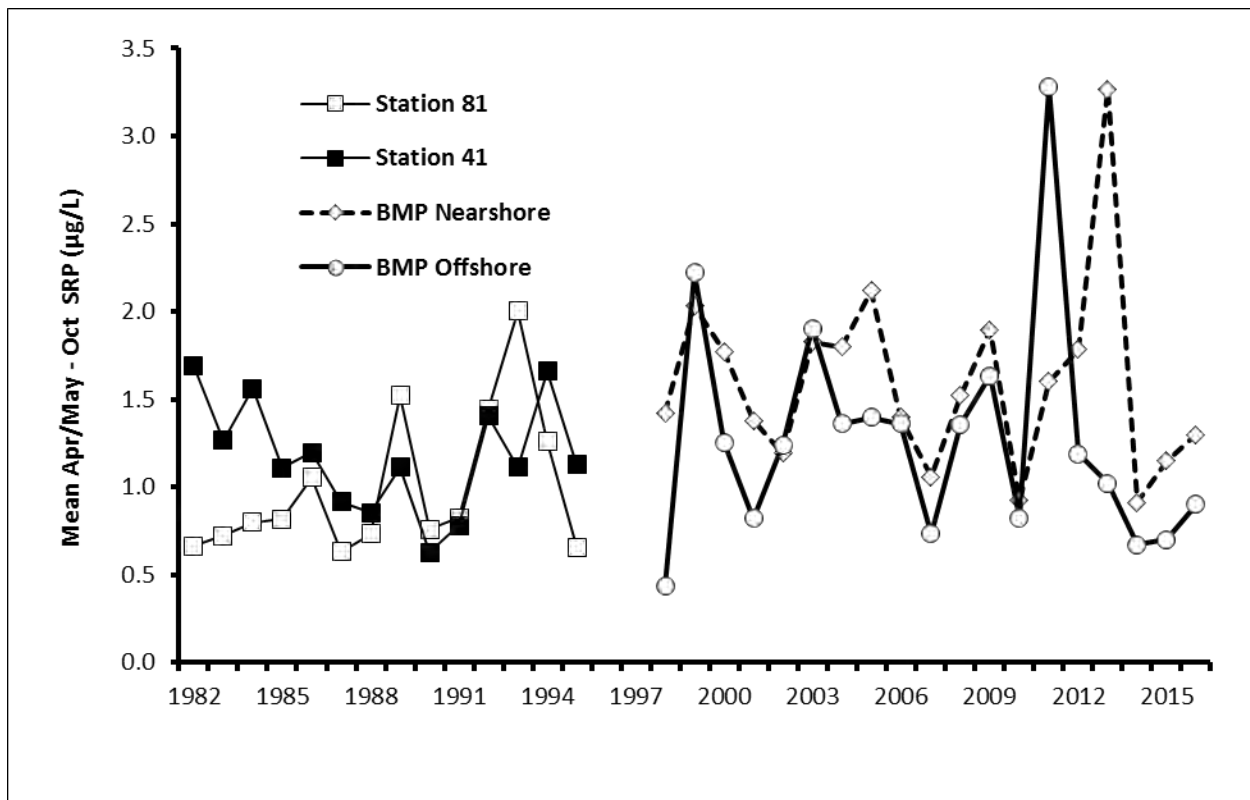 Mean Apr/May - Oct SRP (µg/L)
3.5
3.0
2.5
2.0
1.5
1.0
0.5
0.0
Station 81
Station 41
BMP Nearshore
BMP Offshore
1982 1985 1988 1991 1994 1997 2000 2003 2006 2009 2012 2015